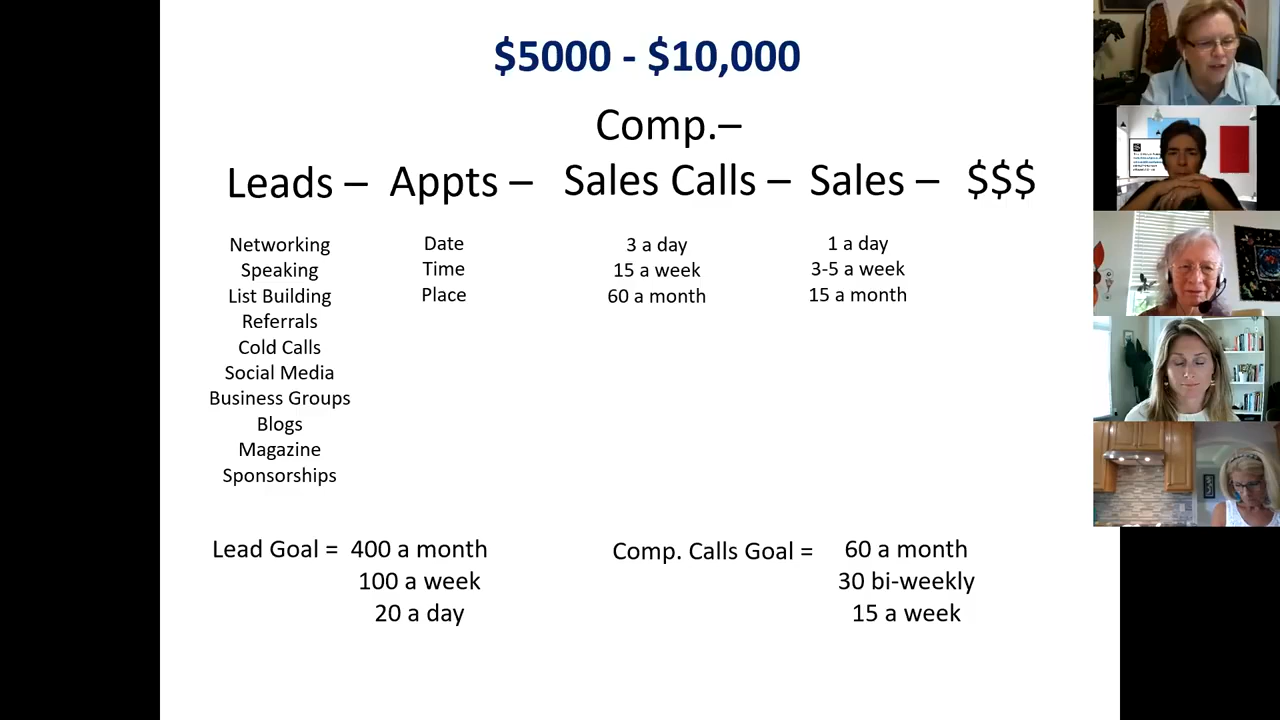 $5000 - $10,000
Comp.–
Leads – Appts – Sales Calls – Sales – $$$
Networking
Speaking
List Building
Referrals
Cold Calls
Social Media
Business Groups
Blogs
Magazine
Sponsorships
Date
Time
Place
3 a day
15 a week
60 a month
1 a day
3-5 a week
15 a month
Lead Goal = 400 a month
100 a week
20 a day
Comp. Calls Goal = 60 a month
30 bi-weekly
15 a week